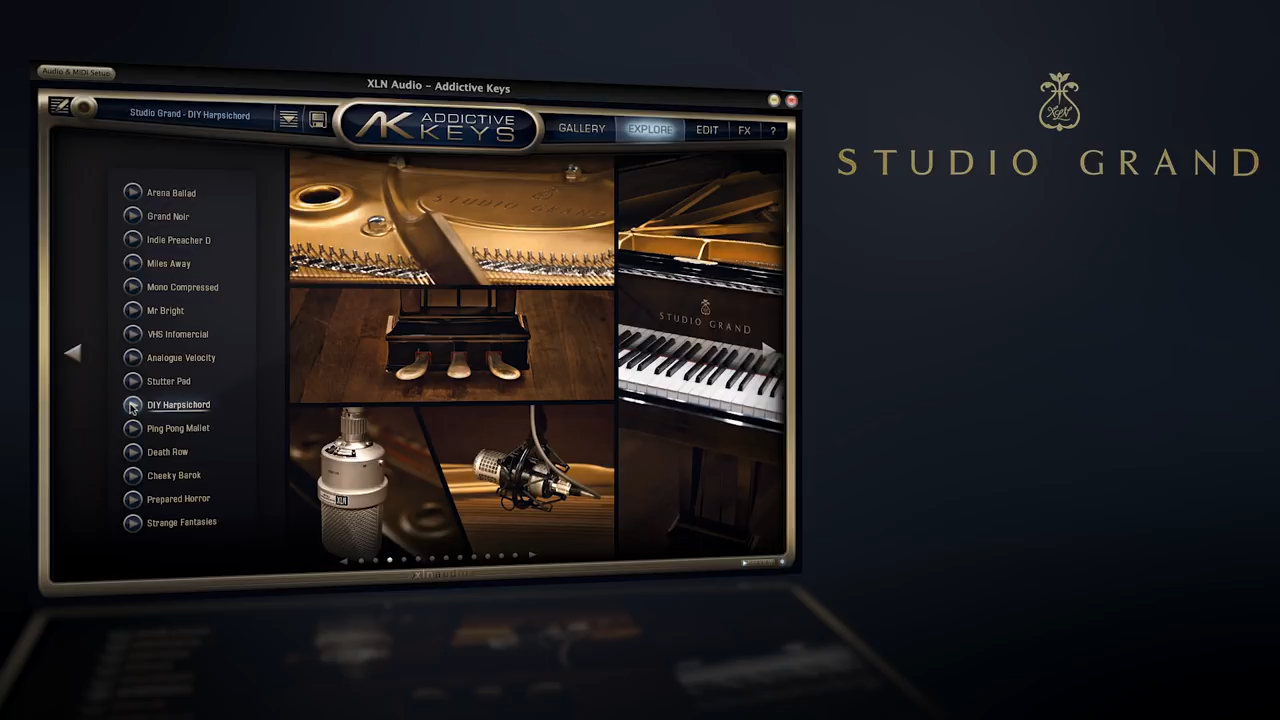 Audio & MIDI Setup
XLN Audio - Addictive Keys
Studio Grand - DIY Harpsichord
ADDICTIVE
KEYS
GALLERY
EXPLORE
EDIT
FX
?
STUDIO GRAND
Arena Ballad
Grand Noir
Indie Preacher D
Miles Away
Mono Compressed
Mr Bright
VHS Infomercial
Analogue Velocity
Stutter Pad
DIY Harpsichord
Ping Pong Mallet
Death Row
Cheeky Barok
Prepared Horror
Strange Fantasies
STUDIO GRAND
STUDIO GRAND
XLN
xlnaudio